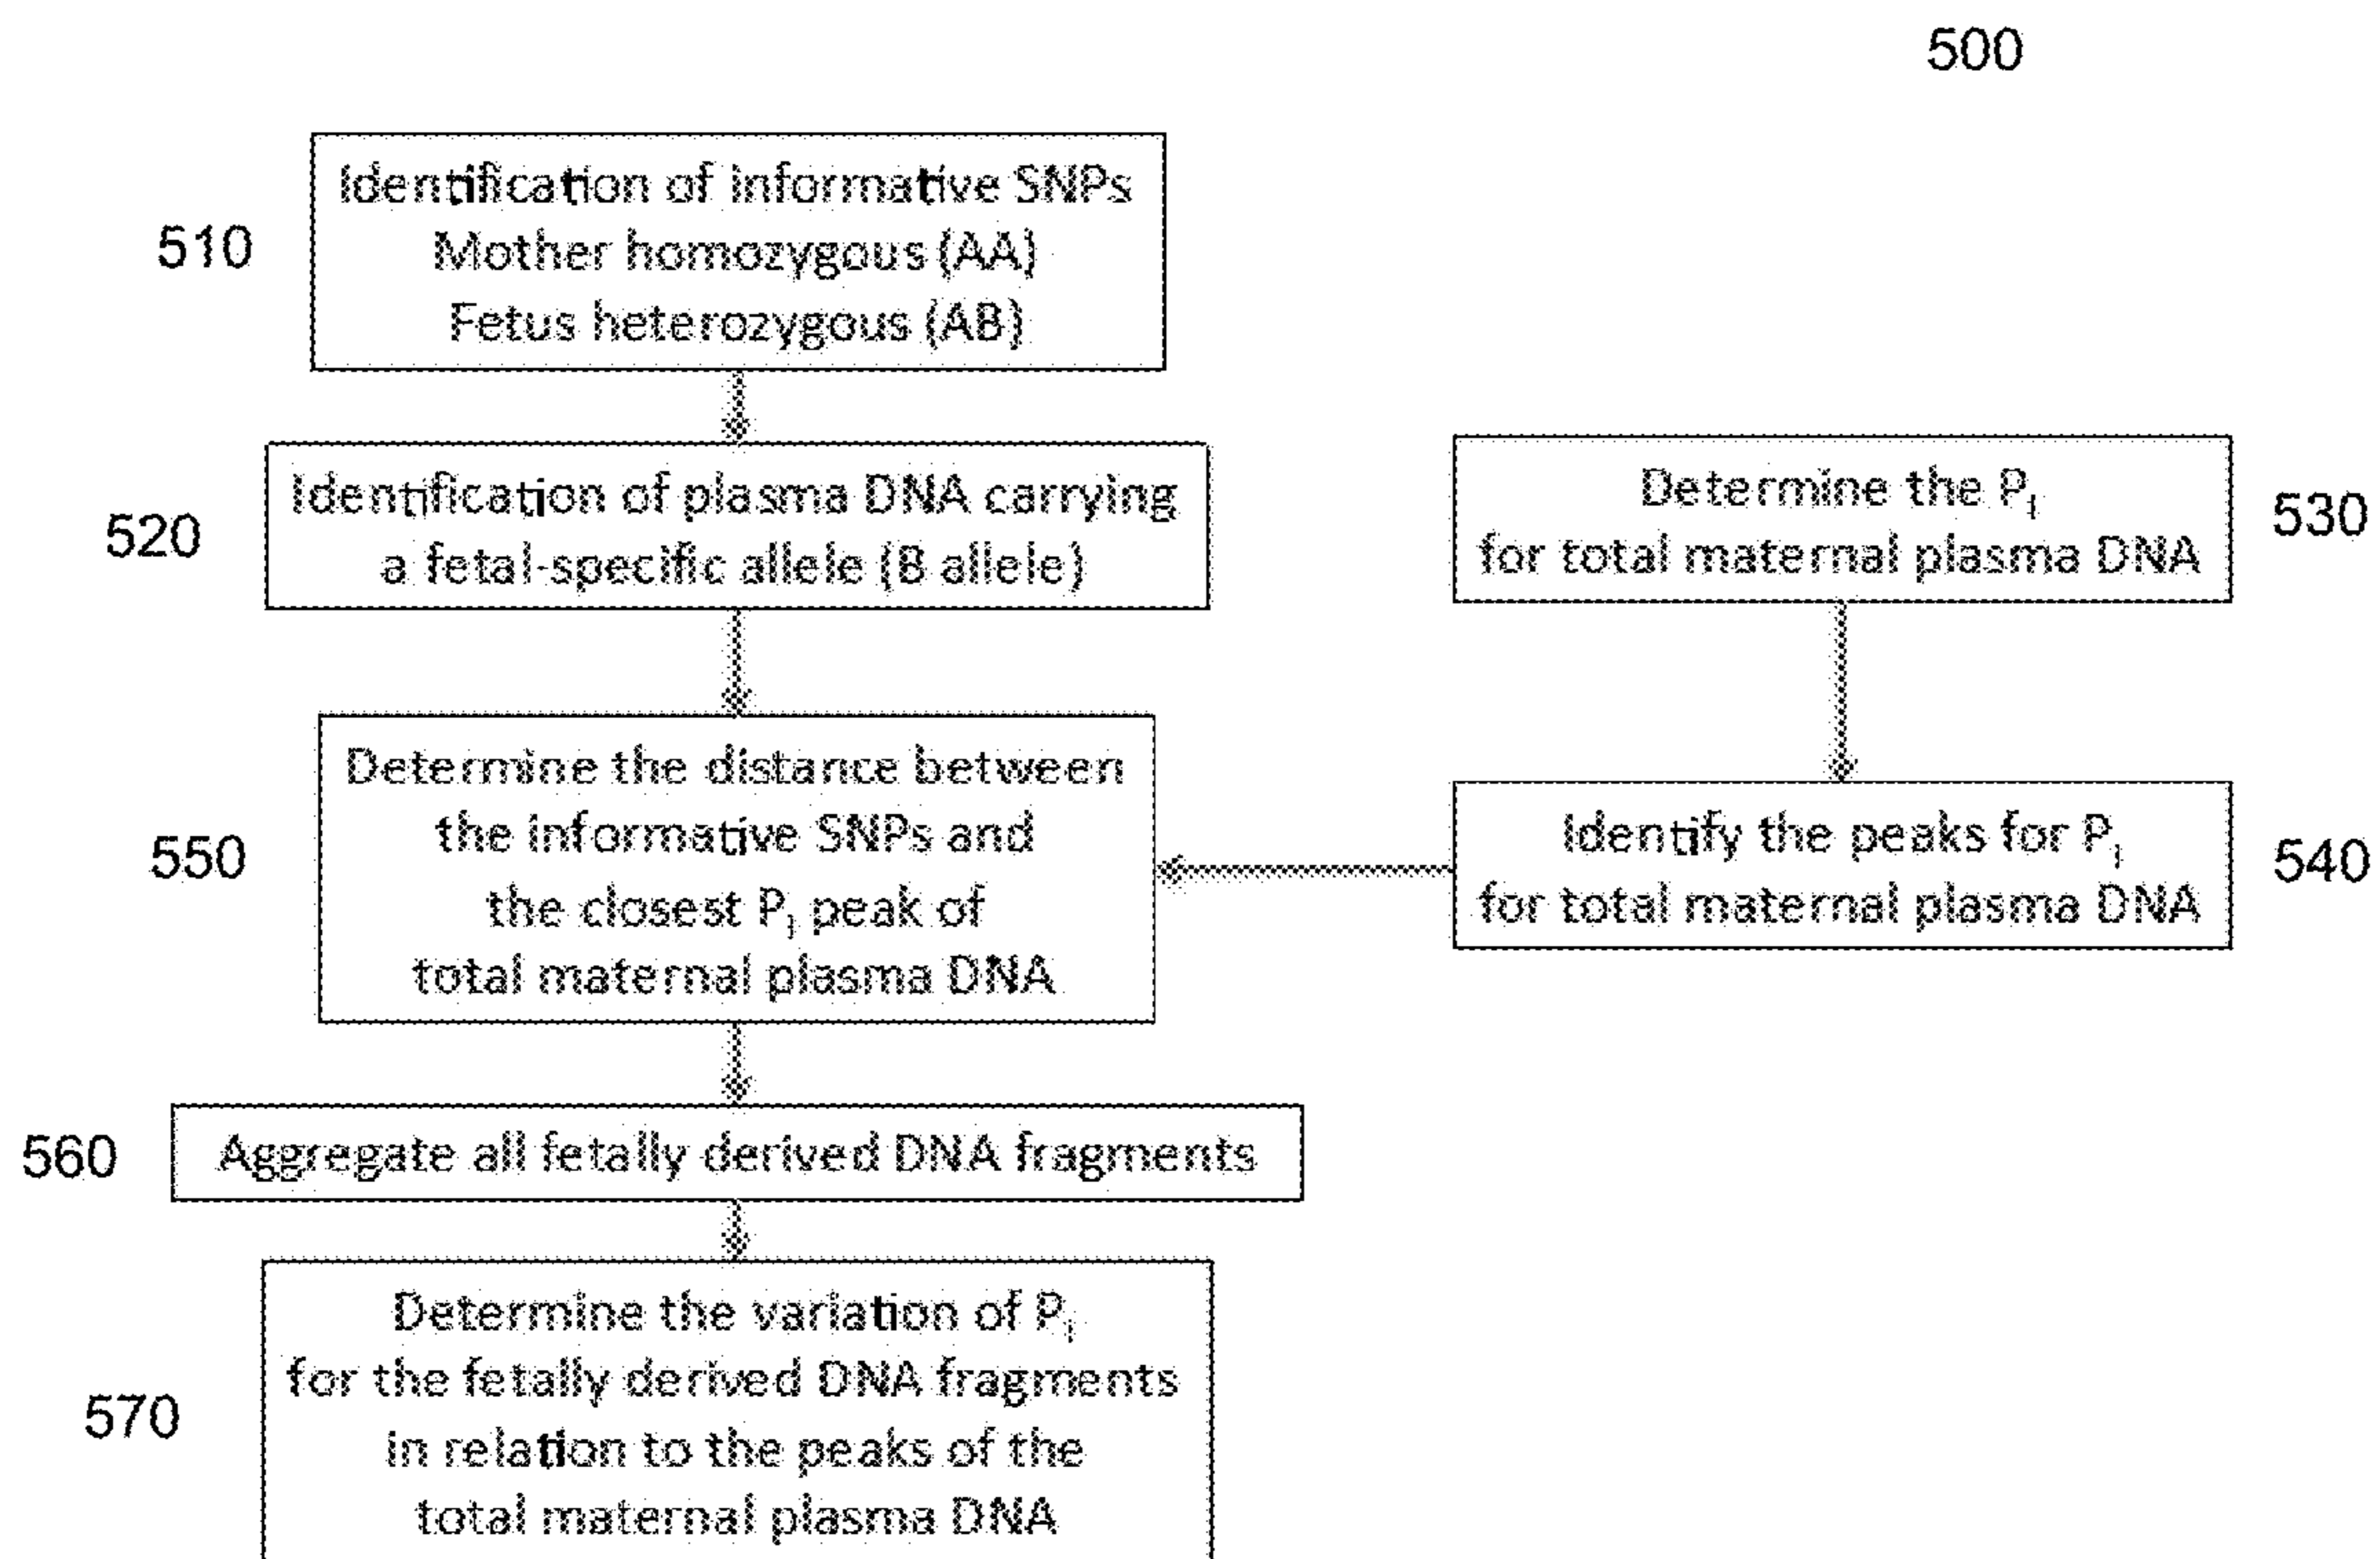 500
510
Identification of informative SNPs
Mother homozygous (AA)
Fetus heterozygous (AB)
520
Identification of plasma DNA carrying
a fetal-specific allele (B allele)
Determine the P_I
for total maternal plasma DNA
530
550
Determine the distance between
the informative SNPs and
the closest P_I peak of
total maternal plasma DNA
Identify the peaks for P_I
for total maternal plasma DNA
540
560
Aggregate all fetally derived DNA fragments
570
Determine the variation of P_I
for the fetally derived DNA fragments
in relation to the peaks of the
total maternal plasma DNA